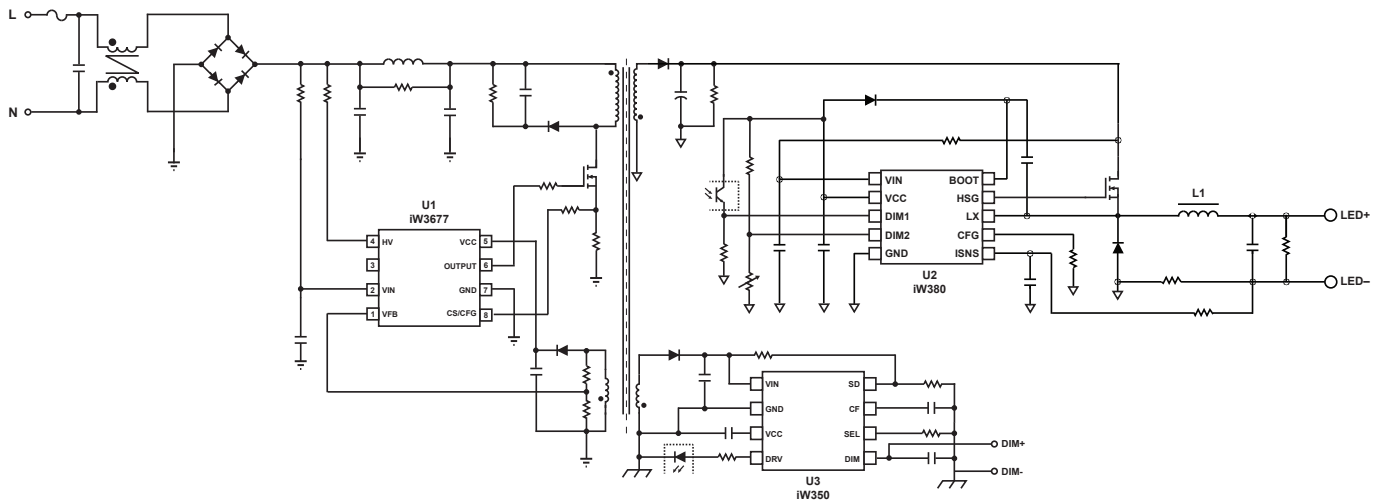 L
N
U1
iW3677
4 HV
3
2 VIN
1 VFB
VCC 5
OUTPUT 6
GND 7
CS/CFG 8
VIN
VCC
DIM1
DIM2
GND
BOOT
HSG
LX
CFG
ISNS
U2
iW380
L1
LED+
LED–
VIN
GND
VCC
DRV
SD
CF
SEL
DIM
U3
iW350
DIM+
DIM-